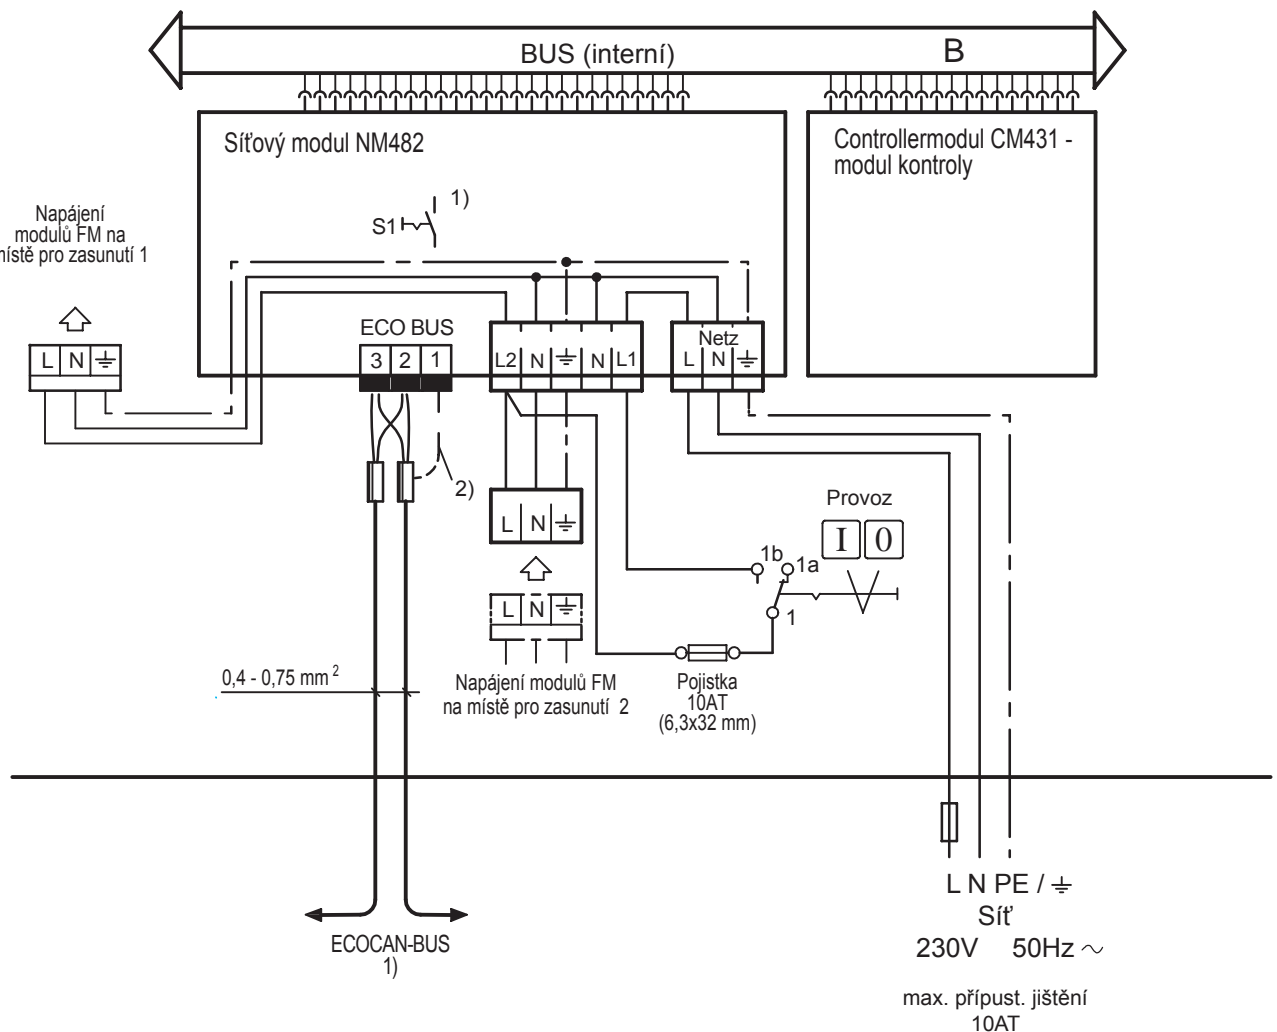 BUS (interní)
B
Síťový modul NM482
Controllermodul CM431 -
modul kontroly
1)
S1
Napájení
modulů FM na
místě pro zasunutí 1
L N
ECO BUS
3 2 1
L2 N N L1
Netz
L N
2)
L N
L N
Napájení modulů FM
na místě pro zasunutí 2
Provoz
I 0
1b 1a
1
Pojistka
10AT
(6,3x32 mm)
0,4 - 0,75 mm²
ECOCAN-BUS
1)
L N PE /
Síť
230V 50Hz ~
max. přípust. jištění
10AT